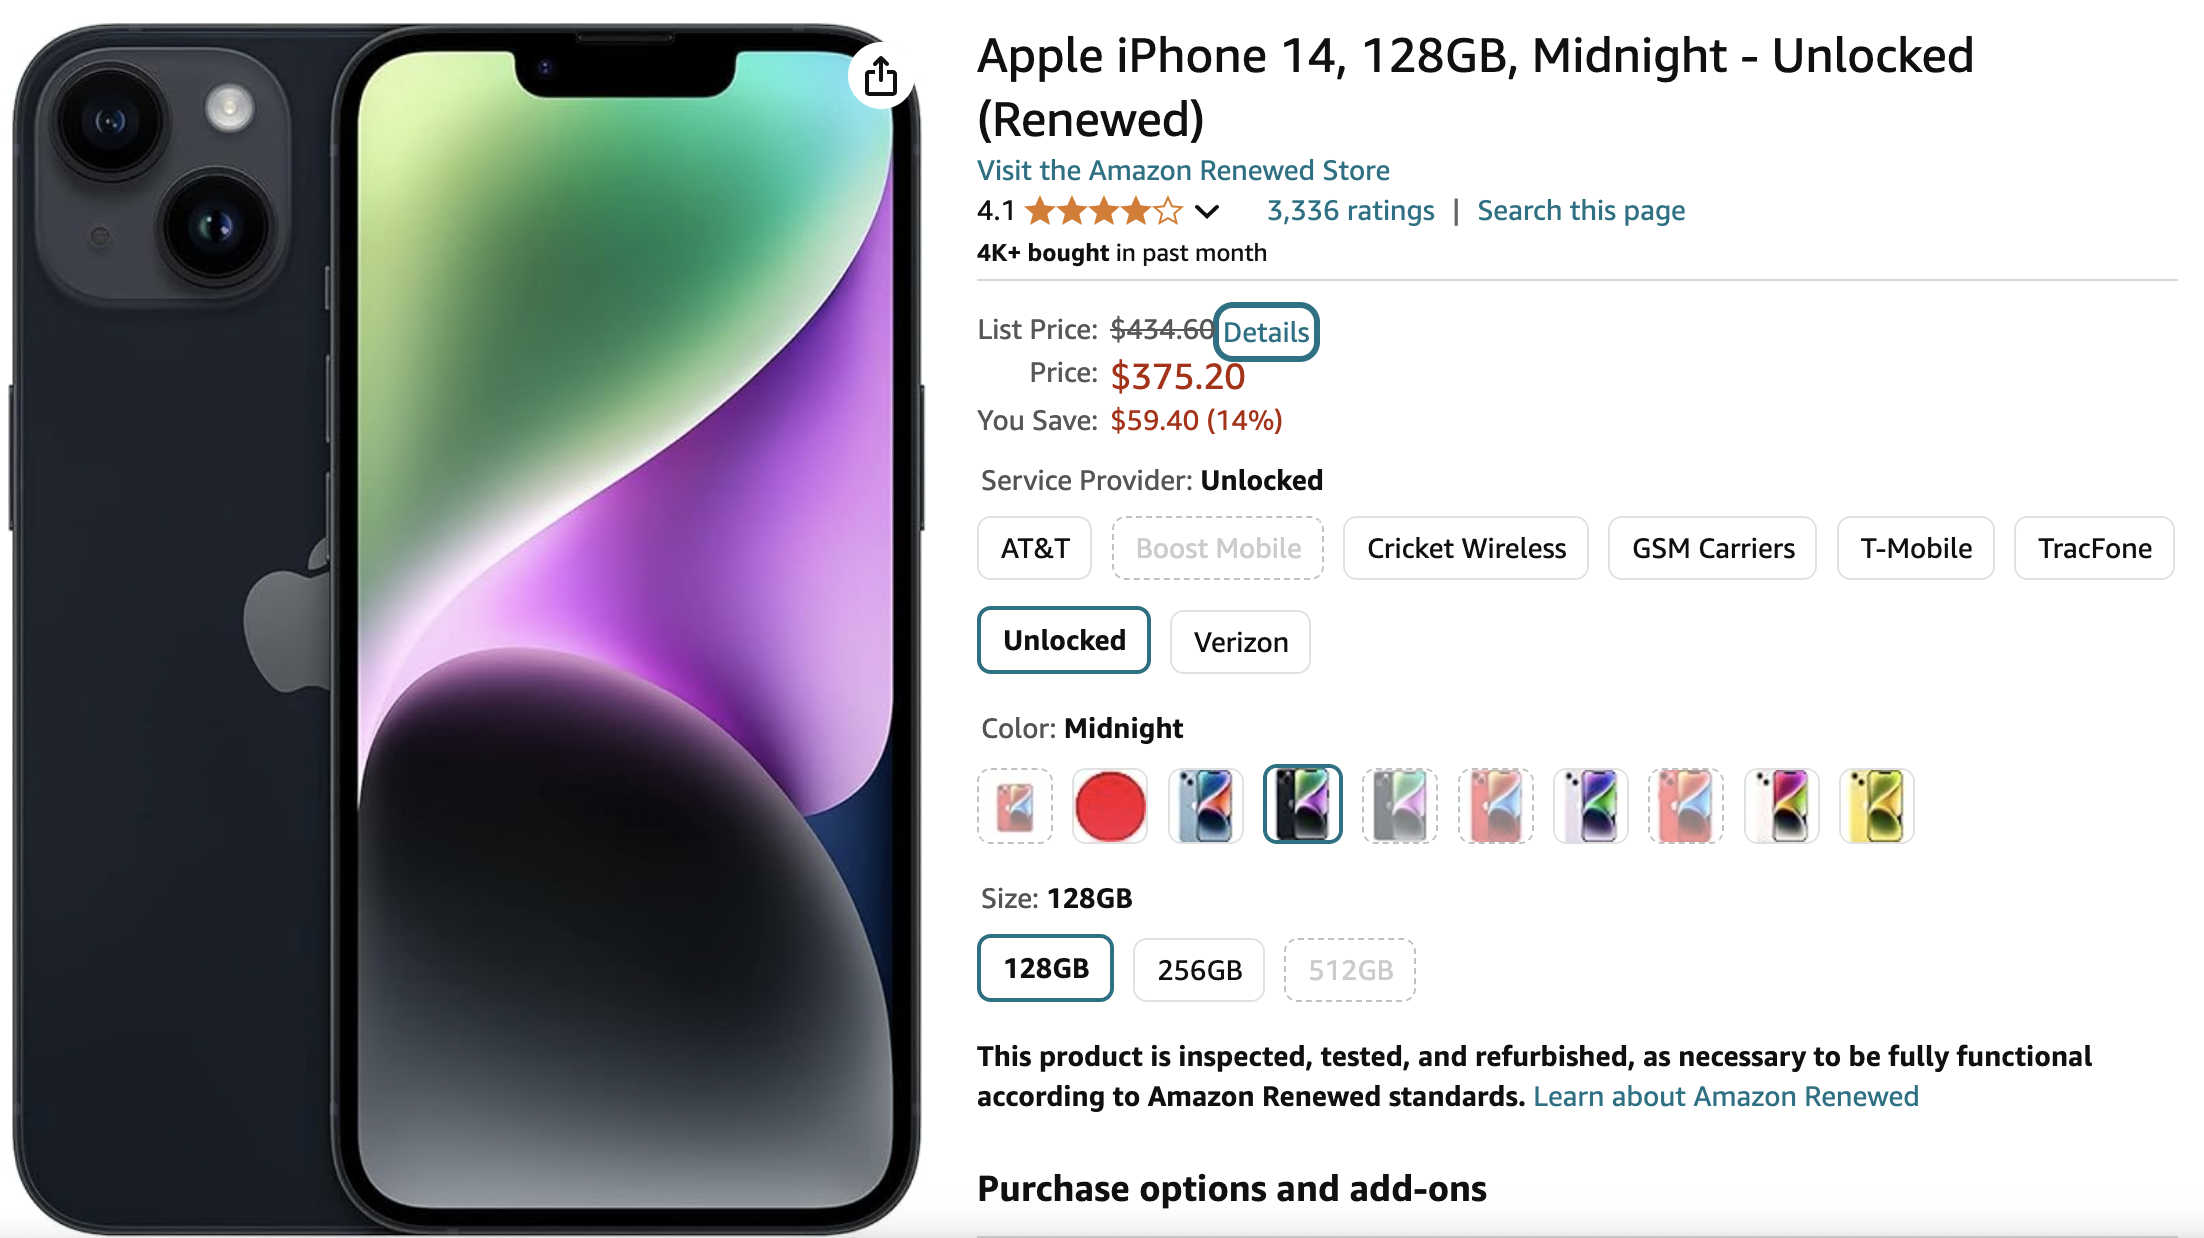 Apple iPhone 14, 128GB, Midnight - Unlocked
(Renewed)
Visit the Amazon Renewed Store
4.1 3,336 ratings | Search this page
4K+ bought in past month
List Price: $434.60 Details
Price: $375.20
You Save: $59.40 (14%)
Service Provider: Unlocked
AT&T Boost Mobile Cricket Wireless GSM Carriers T-Mobile TracFone
Unlocked Verizon
Color: Midnight
Size: 128GB
128GB 256GB 512GB
This product is inspected, tested, and refurbished, as necessary to be fully functional
according to Amazon Renewed standards. Learn about Amazon Renewed
Purchase options and add-ons